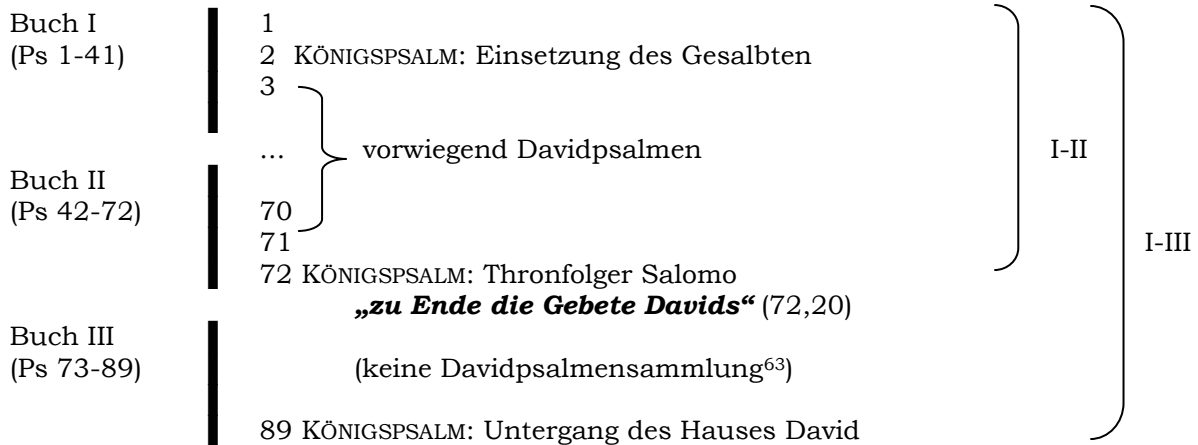 Buch I 1
(Ps 1-41) 2 KÖNIGSPSALM: Einsetzung des Gesalbten
3
… vorwiegend Davidpsalmen I-II
Buch II
(Ps 42-72) 70
71 I-III
72 KÖNIGSPSALM: Thronfolger Salomo
„zu Ende die Gebete Davids“ (72,20)
Buch III
(Ps 73-89) (keine Davidpsalmensammlung⁶³)
89 KÖNIGSPSALM: Untergang des Hauses David